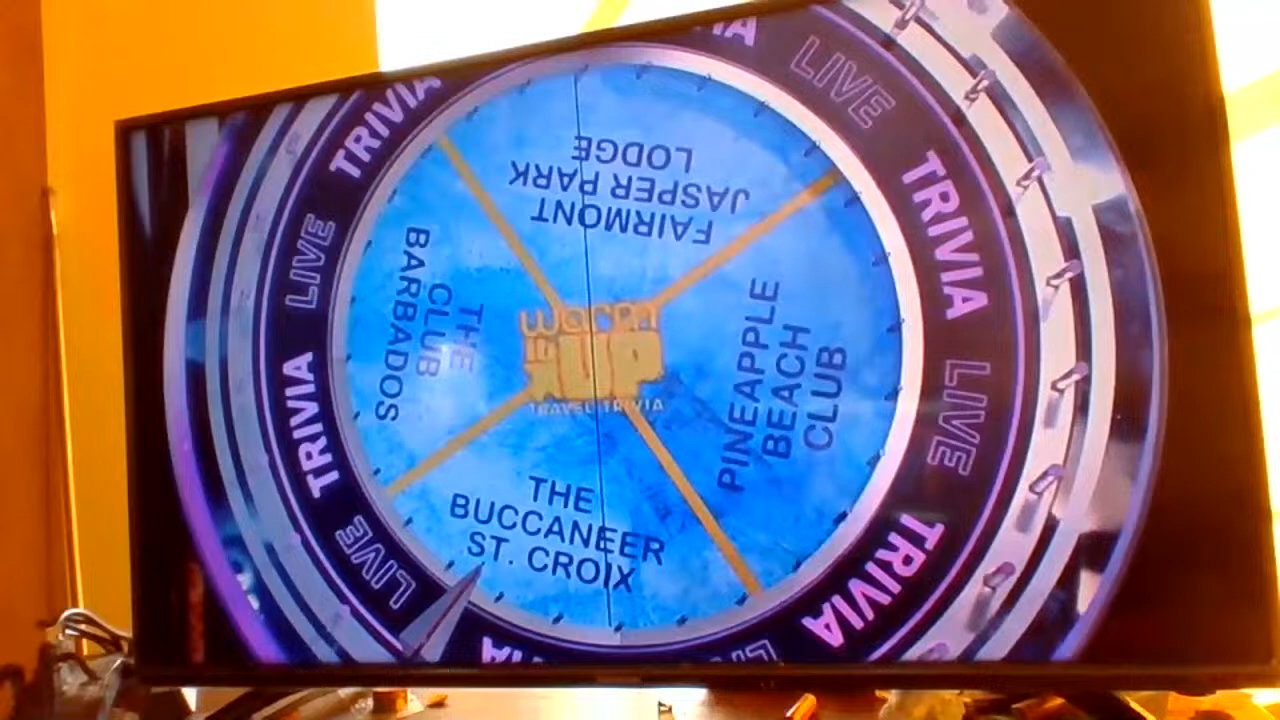 TRIVIA
LIVE
TRIVIA
LIVE
TRIVIA
LIVE
TRIVIA
LIVE
TRIVIA
FAIRMONT
JASPER PARK
LODGE
THE
CLUB
BARBADOS
PINEAPPLE
BEACH
CLUB
UP
TRAVEL TRIVIA
THE
BUCCANEER
ST. CROIX